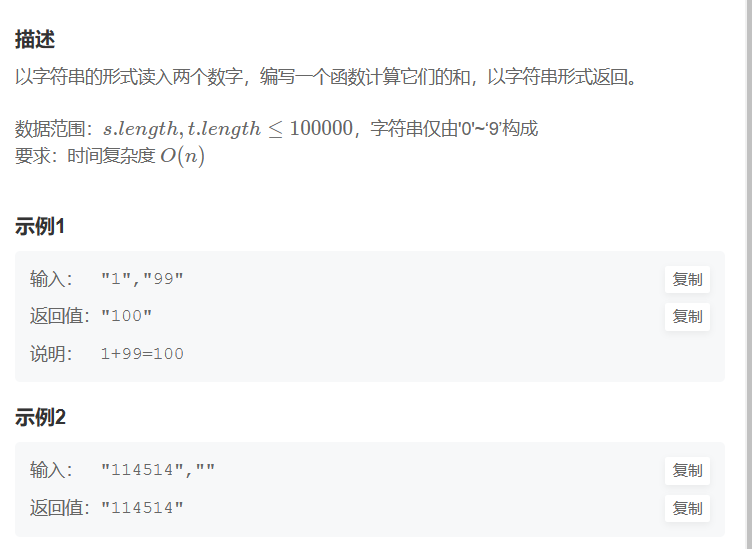 描述
以字符串的形式读入两个数字，编写一个函数计算它们的和，以字符串形式返回。
数据范围：s.length,t.length ≤ 100000，字符串仅由'0'~‘9’构成
要求：时间复杂度 O(n)
示例1
输入： "1","99" 复制
返回值："100" 复制
说明： 1+99=100
示例2
输入： "114514","" 复制
返回值："114514" 复制